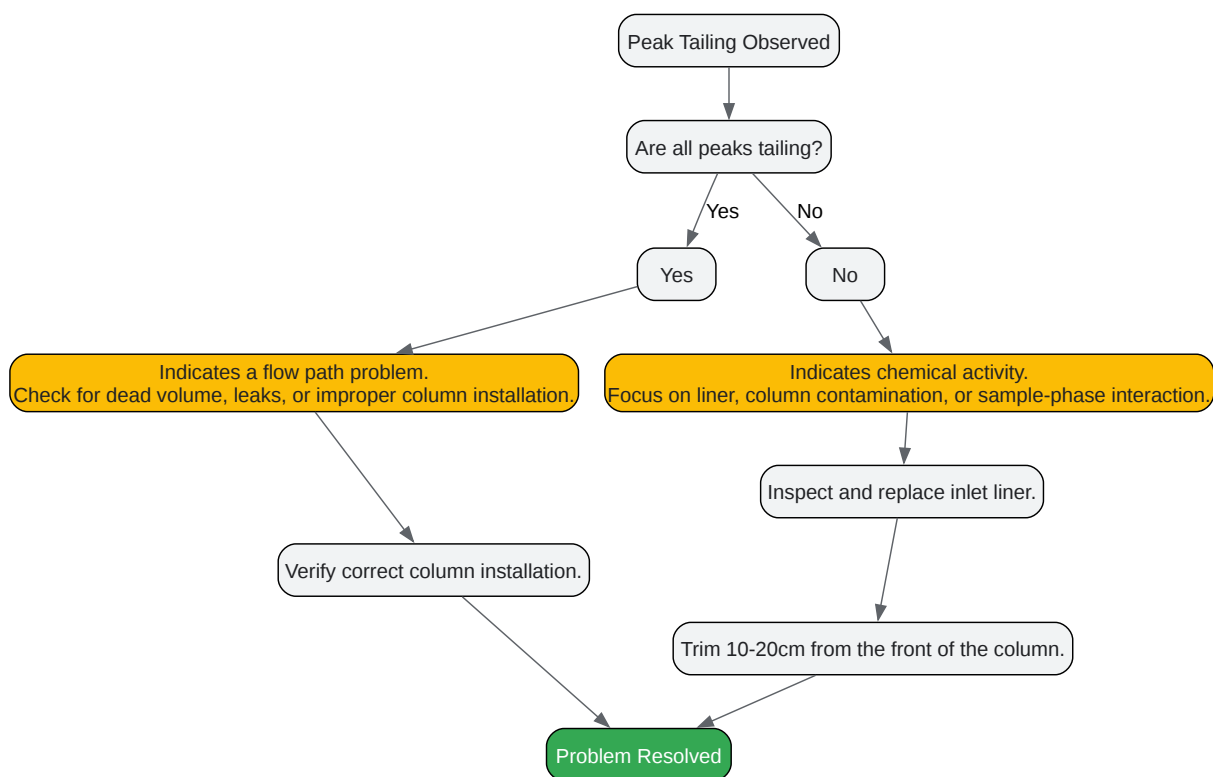 Peak Tailing Observed
Are all peaks tailing?
Yes
No
Yes
No
Indicates a flow path problem.
Check for dead volume, leaks, or improper column installation.
Indicates chemical activity.
Focus on liner, column contamination, or sample-phase interaction.
Inspect and replace inlet liner.
Verify correct column installation.
Trim 10-20cm from the front of the column.
Problem Resolved